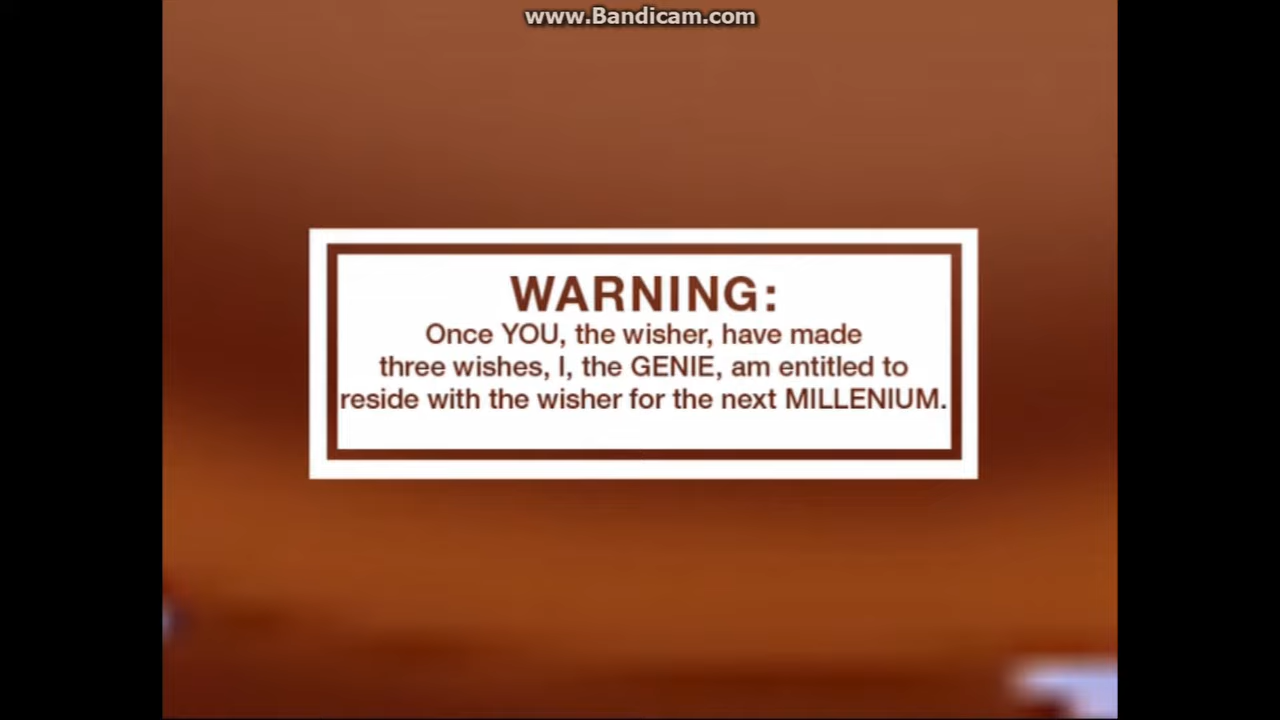 www.Bandicam.com
WARNING:
Once YOU, the wisher, have made
three wishes, I, the GENIE, am entitled to
reside with the wisher for the next MILLENIUM.